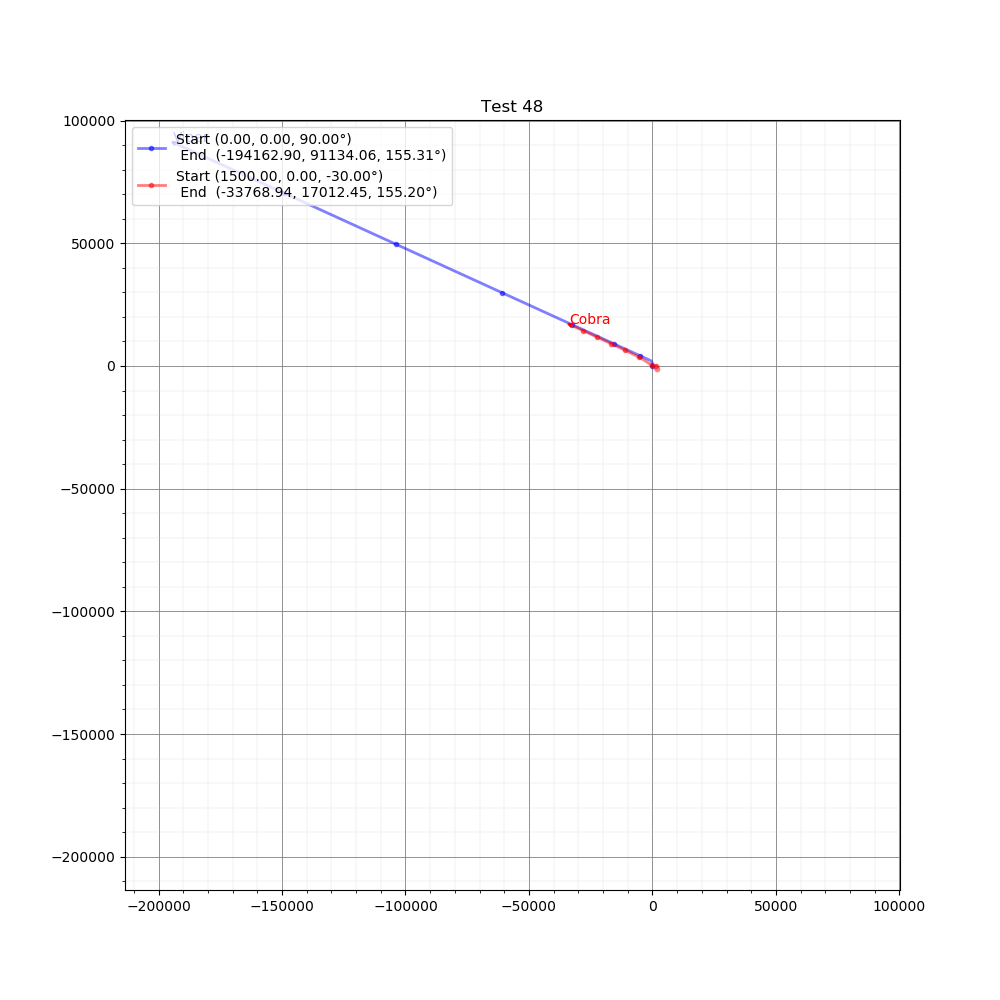 Test 48
Start (0.00, 0.00, 90.00°)
End (-194162.90, 91134.06, 155.31°)
Start (1500.00, 0.00, -30.00°)
End (-33768.94, 17012.45, 155.20°)
Cobra
100000
50000
0
−50000
−100000
−150000
−200000
−200000 −150000 −100000 −50000 0 50000 100000